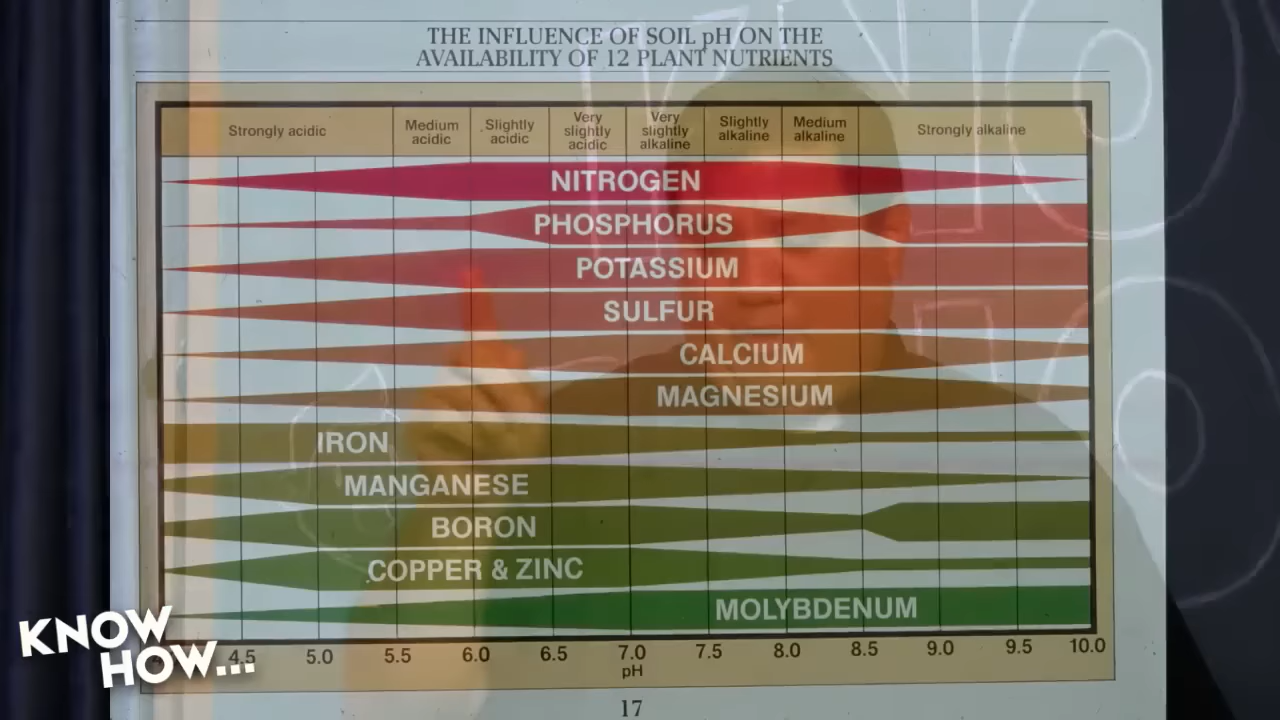 THE INFLUENCE OF SOIL pH ON THE
AVAILABILITY OF 12 PLANT NUTRIENTS
Strongly acidic
Medium
acidic
Slightly
acidic
Very
slightly
acidic
Very
slightly
alkaline
Slightly
alkaline
Medium
alkaline
Strongly alkaline
NITROGEN
PHOSPHORUS
POTASSIUM
SULFUR
CALCIUM
MAGNESIUM
IRON
MANGANESE
BORON
COPPER & ZINC
MOLYBDENUM
4.5 5.0 5.5 6.0 6.5 7.0 7.5 8.0 8.5 9.0 9.5 10.0
pH
17
KNOW
HOW...